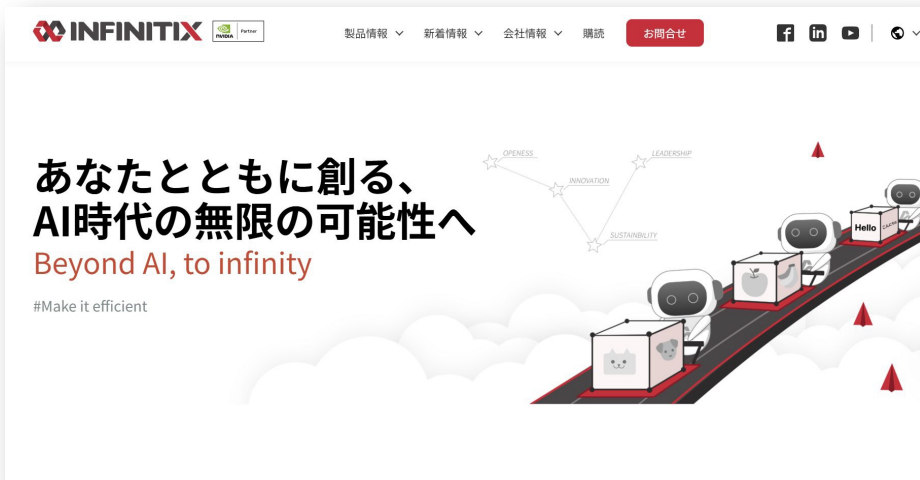 INFINITIX
NVIDIA
Partner
製品情報
新着情報
会社情報
購読
お問合せ
あなたとともに創る、
AI時代の無限の可能性へ
Beyond AI, to infinity
#Make it efficient
OPENESS
LEADERSHIP
INNOVATION
SUSTAINBILITY
Hello